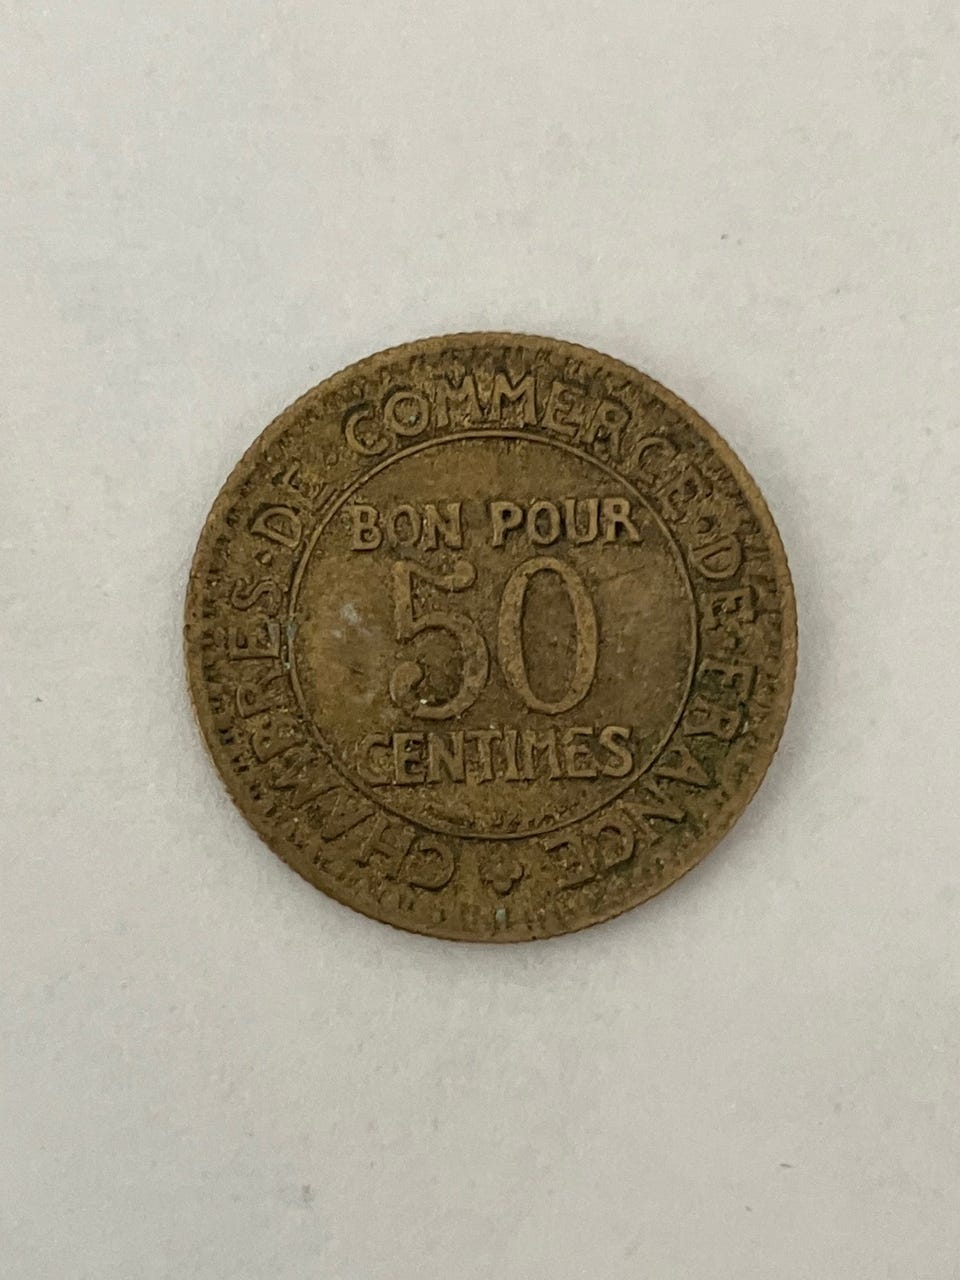 CHAMBRES · DE · COMMERCE · DE · FRANCE
BON POUR
50
CENTIMES